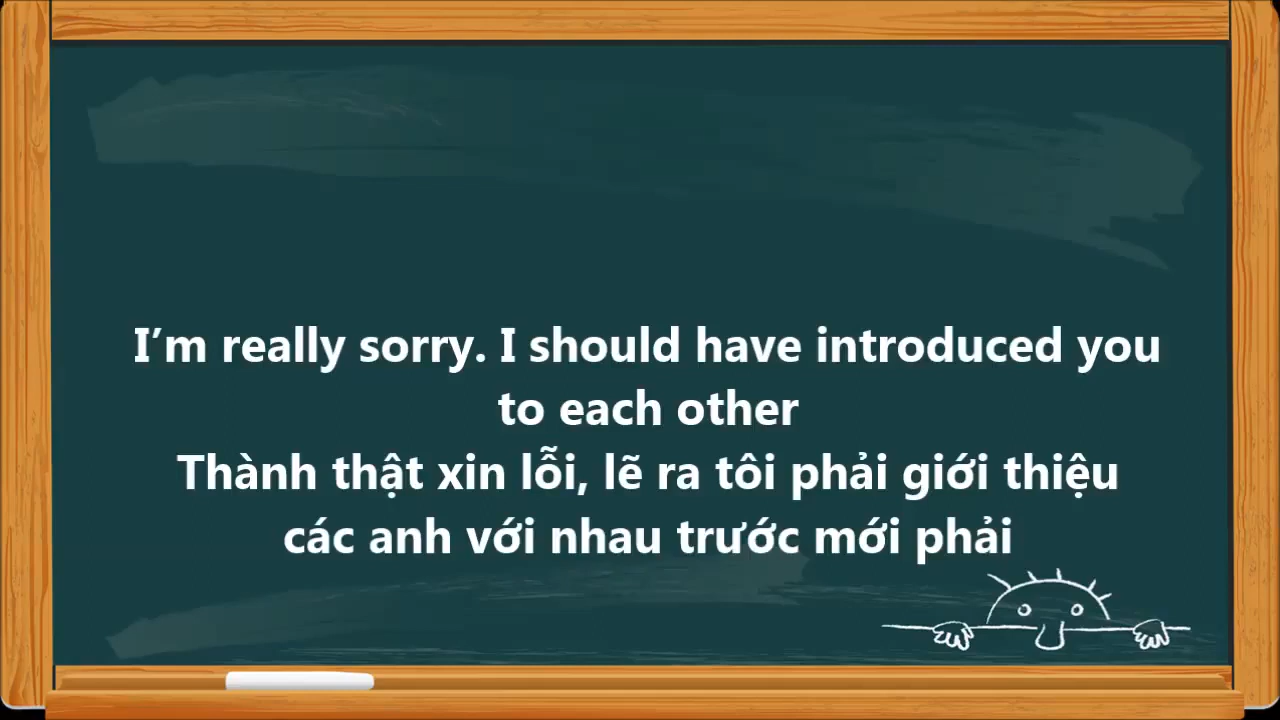 I’m really sorry. I should have introduced you
to each other
Thành thật xin lỗi, lẽ ra tôi phải giới thiệu
các anh với nhau trước mới phải